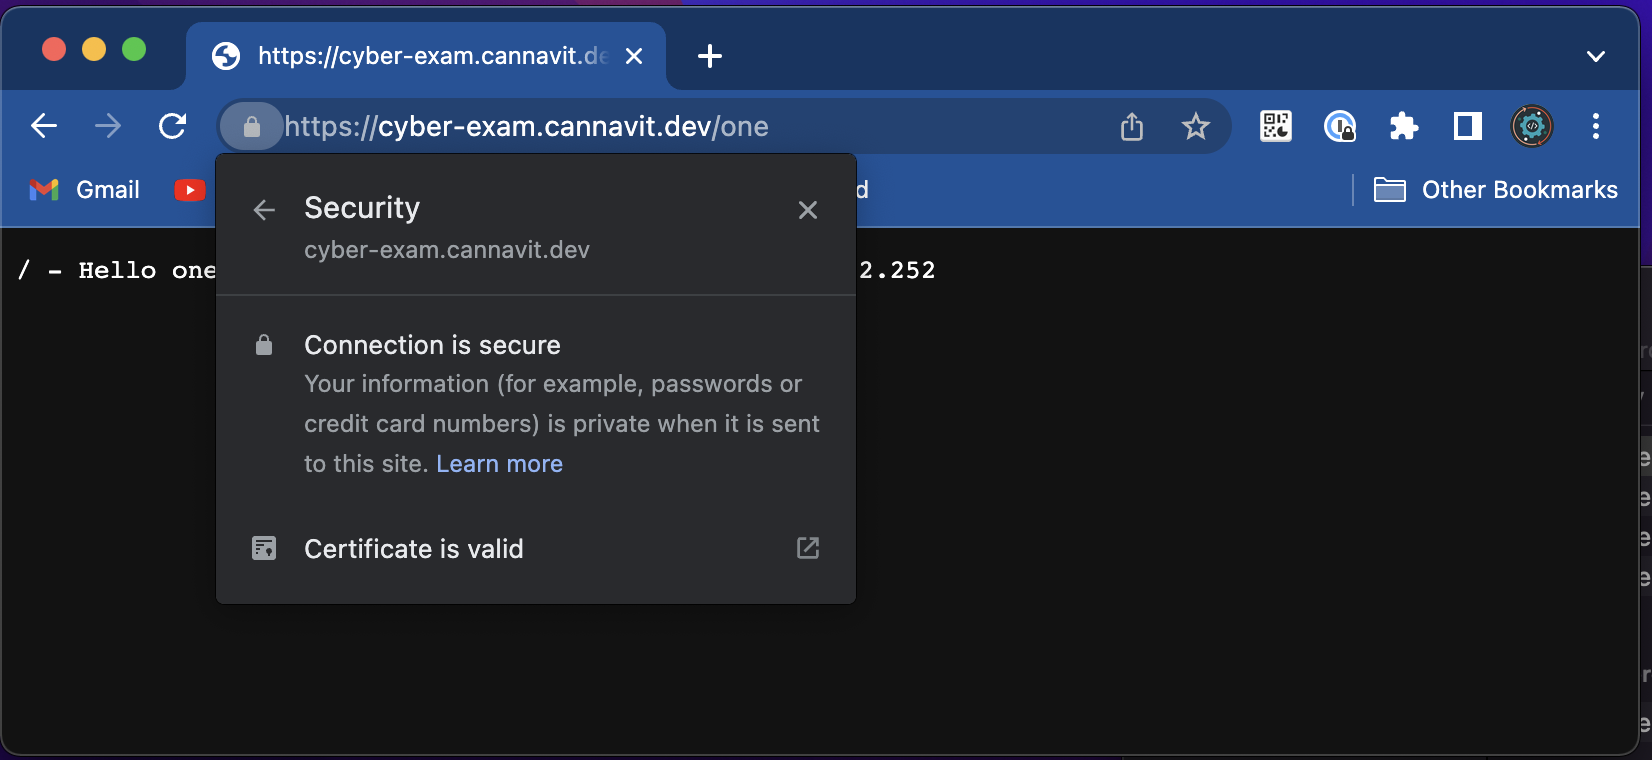 https://cyber-exam.cannavit.de
https://cyber-exam.cannavit.dev/one
Gmail
Other Bookmarks
Security
cyber-exam.cannavit.dev
/ - Hello one 2.252
Connection is secure
Your information (for example, passwords or
credit card numbers) is private when it is sent
to this site. Learn more
Certificate is valid